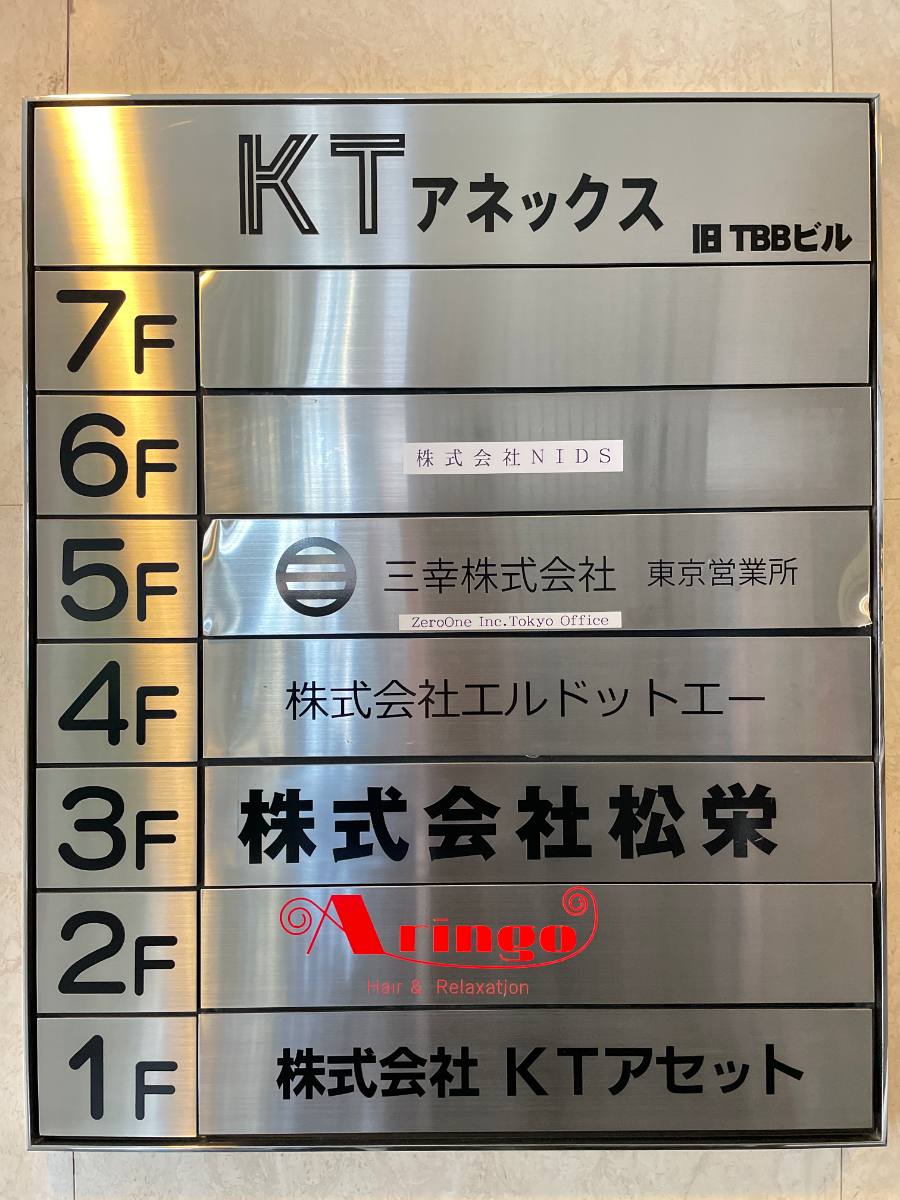 KTアネックス 旧TBBビル
7F
6F 株式会社NIDS
5F 三幸株式会社 東京営業所
ZeroOne Inc.Tokyo Office
4F 株式会社エルドットエー
3F 株式会社松栄
2F Aringo
Hair & Relaxation
1F 株式会社 KTアセット